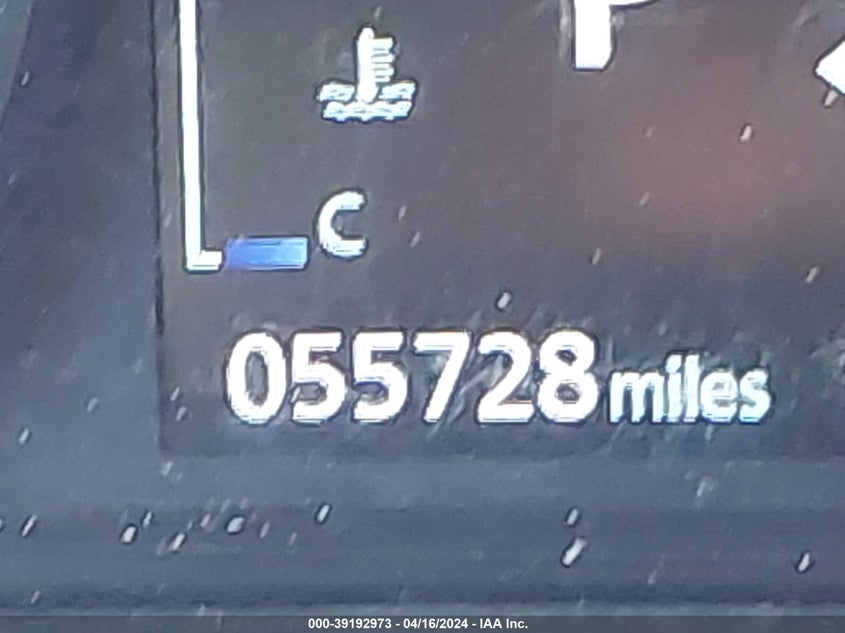 P
C
055728 miles
000-39192973 - 04/16/2024 - IAA Inc.